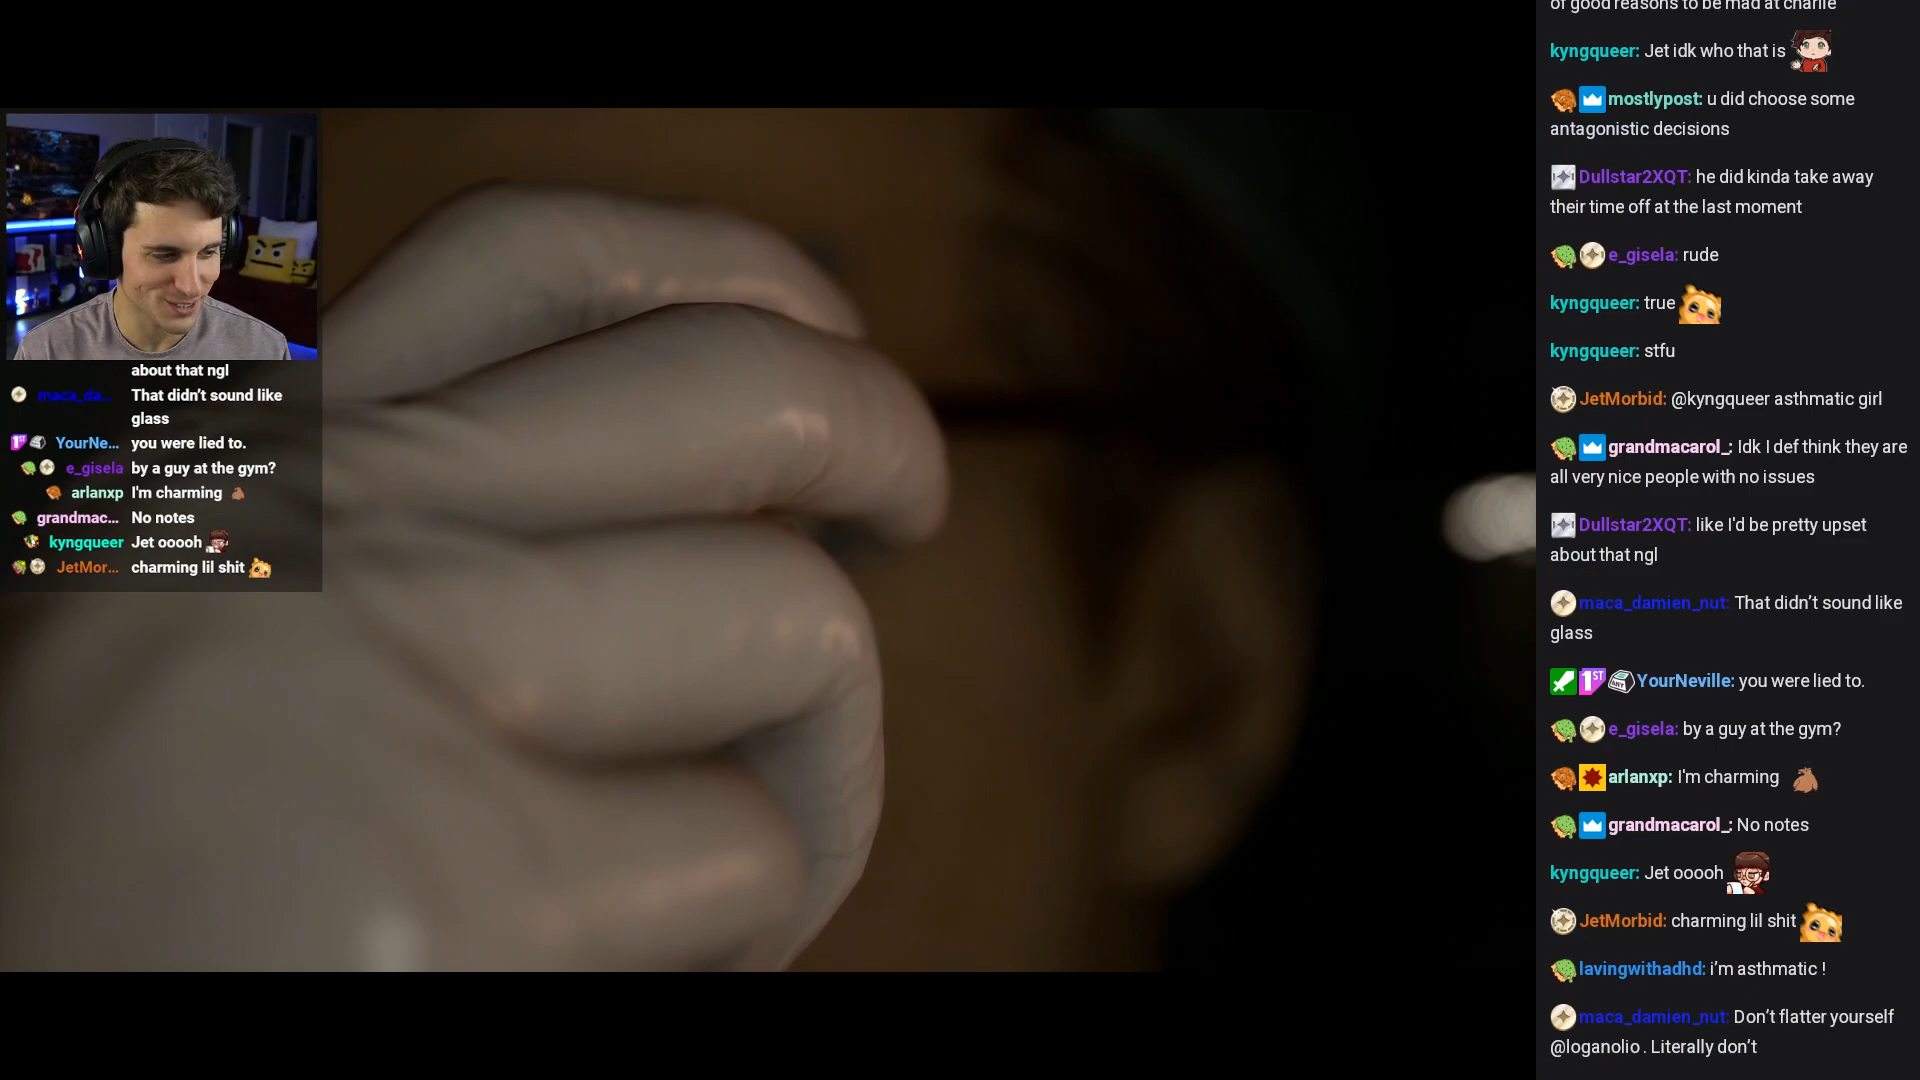 about that ngl
maca_da... That didn’t sound like
glass
YourNe... you were lied to.
e_gisela by a guy at the gym?
arlanxp I'm charming
grandmac... No notes
kyngqueer Jet ooooh
JetMor... charming lil shit
of good reasons to be mad at charlie
kyngqueer: Jet idk who that is
mostlypost: u did choose some
antagonistic decisions
Dullstar2XQT: he did kinda take away
their time off at the last moment
e_gisela: rude
kyngqueer: true
kyngqueer: stfu
JetMorbid: @kyngqueer asthmatic girl
grandmacarol_: Idk I def think they are
all very nice people with no issues
Dullstar2XQT: like I'd be pretty upset
about that ngl
maca_damien_nut: That didn’t sound like
glass
1ST ANY YourNeville: you were lied to.
e_gisela: by a guy at the gym?
arlanxp: I'm charming
grandmacarol_: No notes
kyngqueer: Jet ooooh
JetMorbid: charming lil shit
lavingwithadhd: i’m asthmatic !
maca_damien_nut: Don’t flatter yourself
@loganolio . Literally don’t